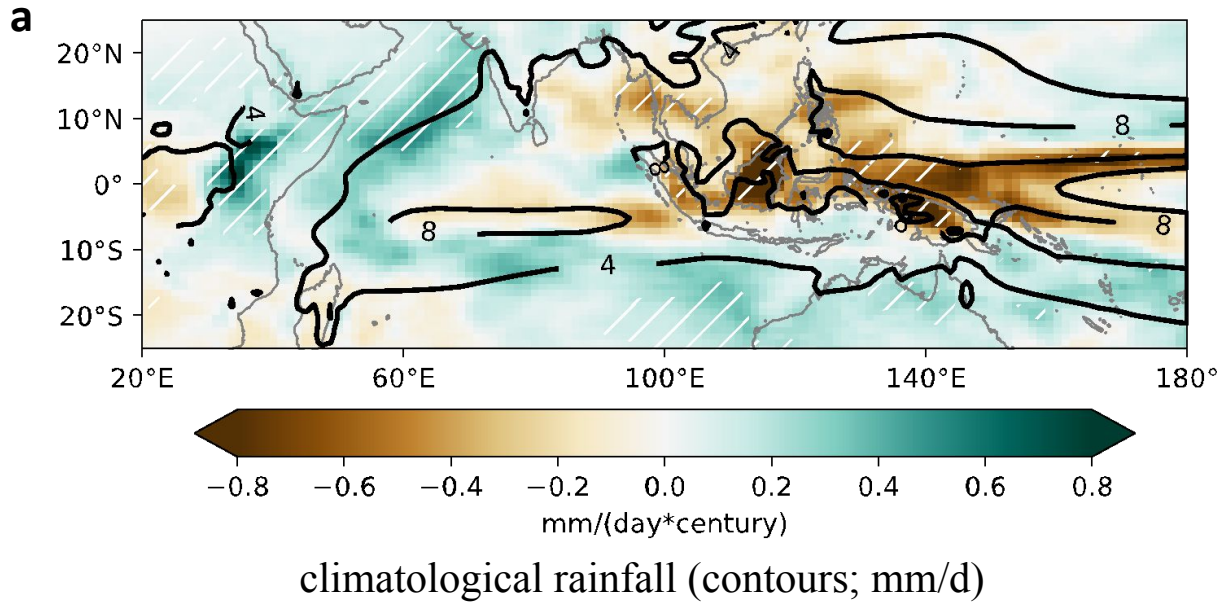 a
20°N
10°N
0°
10°S
20°S
4
4
8
8
8
8
8
4
20°E 60°E 100°E 140°E 180°
−0.8 −0.6 −0.4 −0.2 0.0 0.2 0.4 0.6 0.8
mm/(day*century)
climatological rainfall (contours; mm/d)